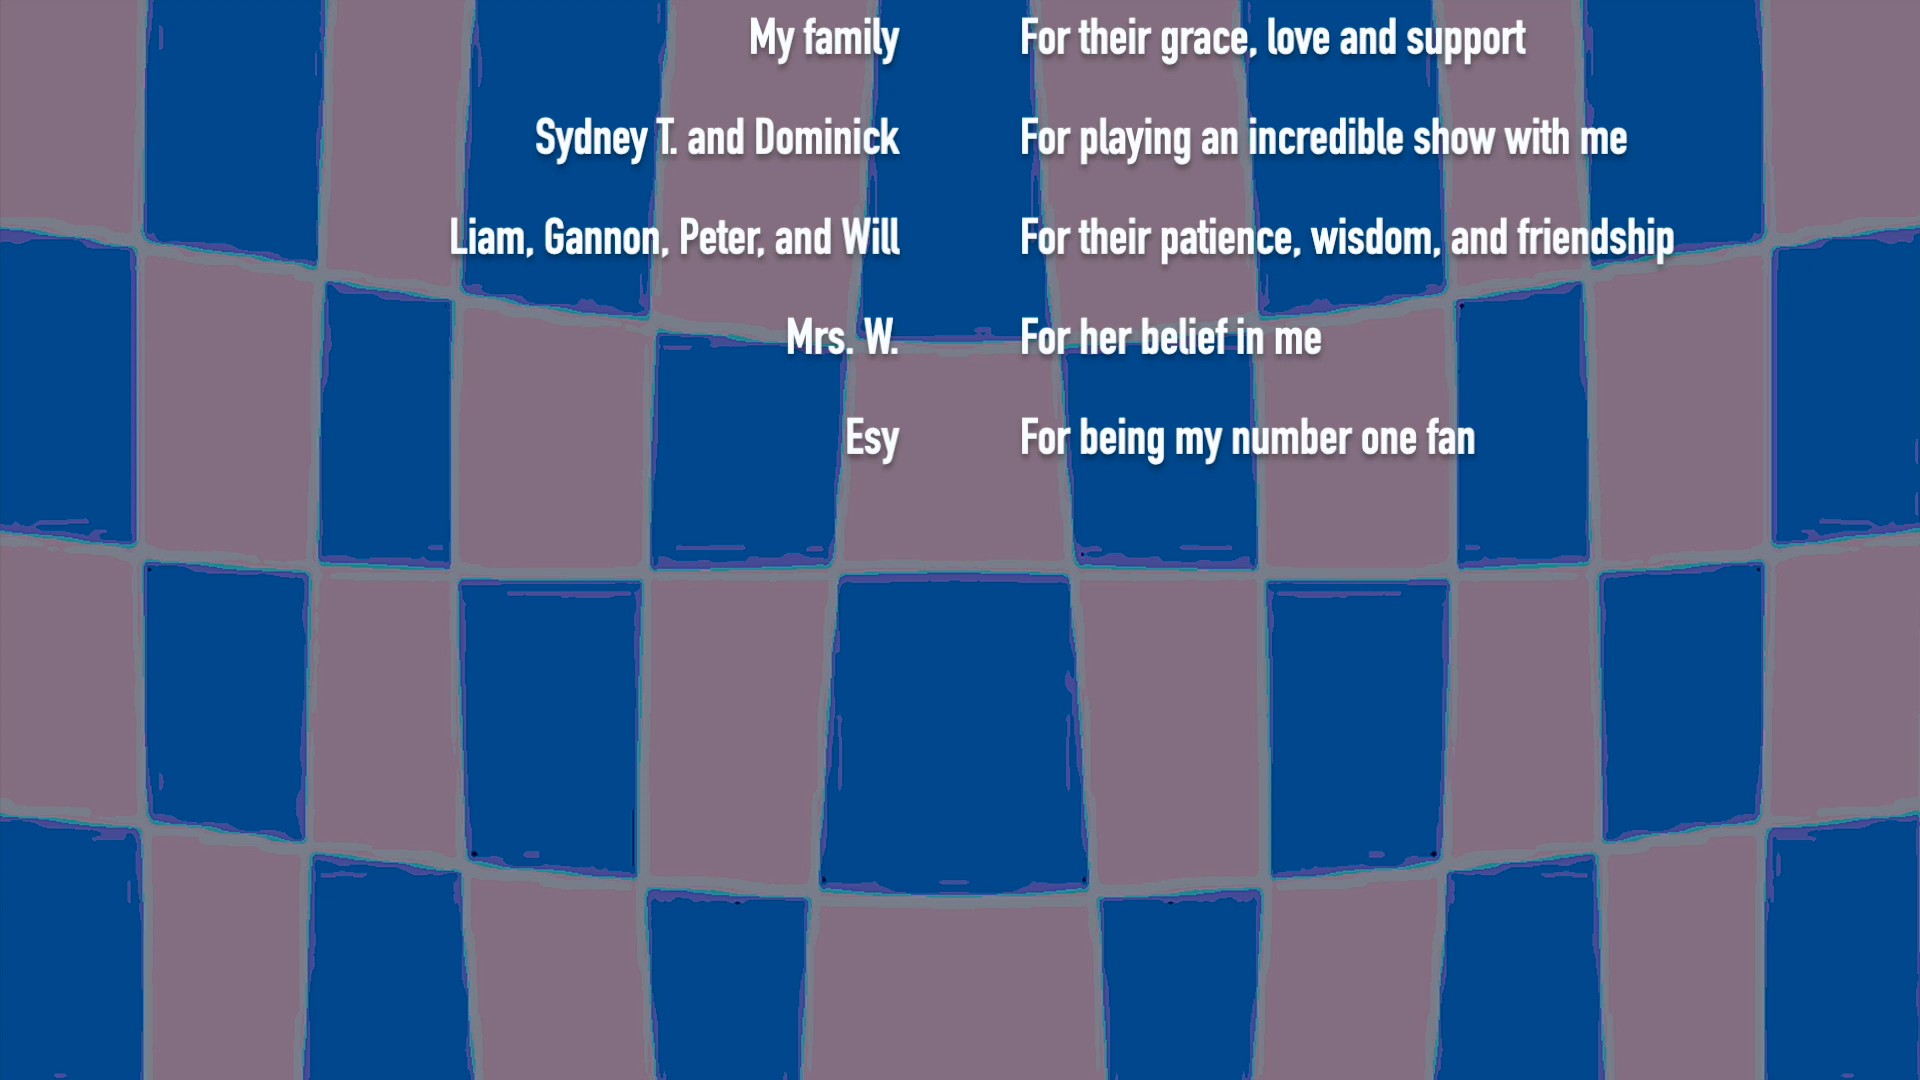 My family For their grace, love and support
Sydney T. and Dominick For playing an incredible show with me
Liam, Gannon, Peter, and Will For their patience, wisdom, and friendship
Mrs. W. For her belief in me
Esy For being my number one fan